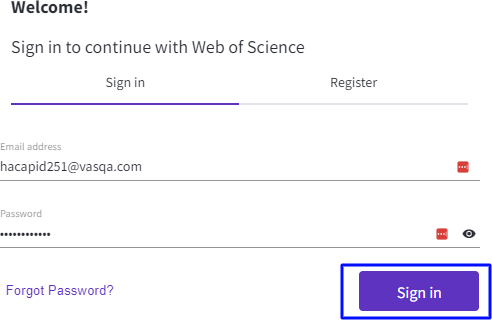 Welcome!
Sign in to continue with Web of Science
Sign in Register
Email address
hacapid251@vasqa.com
Password
••••••••••••
Forgot Password?
Sign in